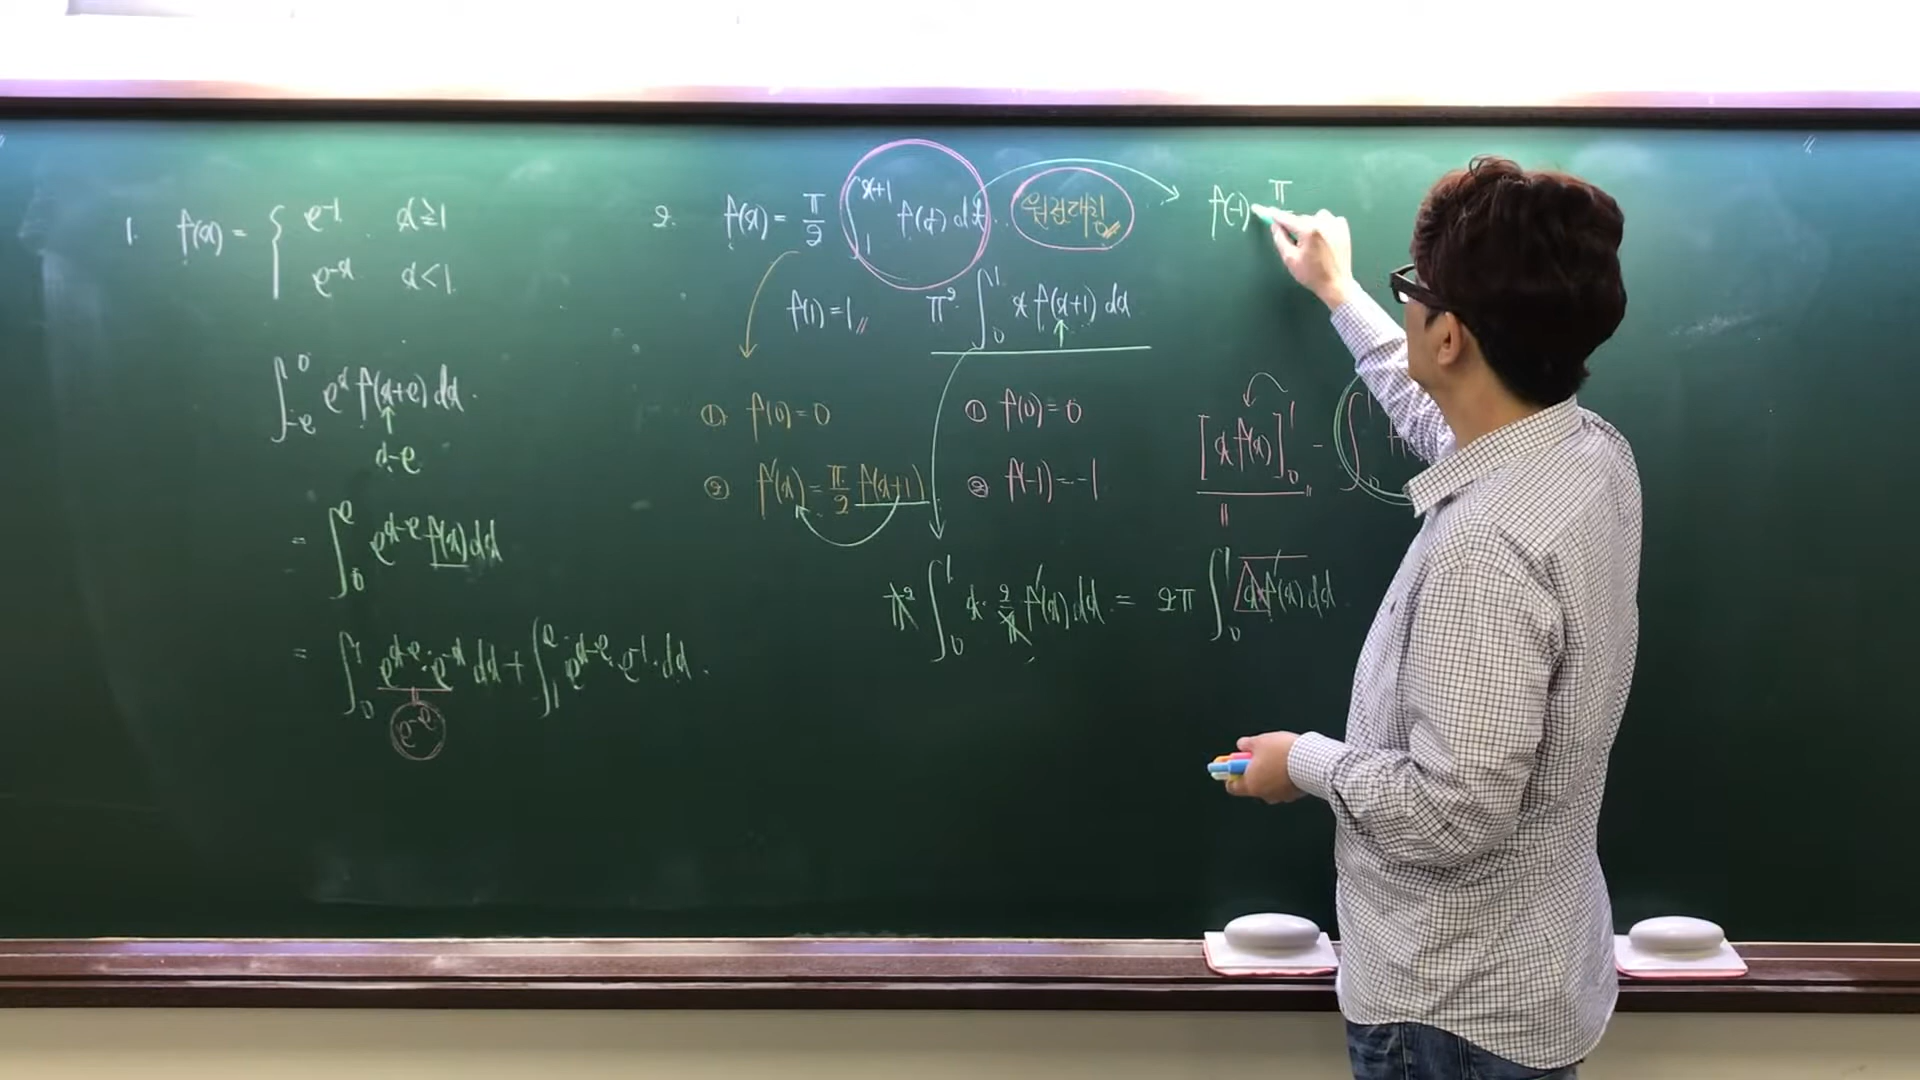 1. f(x) = { e^{-1}. x≥1
e^{-x} x<1.
∫_{-e}^{0} e^x f(x+e) dx.
x-e
= ∫_0^e e^{x-e} f(x) dx
= ∫_0^1 e^{x-e}·e^{-x} dx + ∫_1^e e^{x-e}·e^{-1}·dx.
e^{-e}
2. f(x) = π/2 ∫_1^{x+1} f(t) dt. 원점대칭
f(1) = 1 π²·∫_0^1 x f(x+1) dx
① f(0) = 0
② f'(x) = π/2 f(x+1)
① f(0) = 0
② f(-1) = -1
π² ∫_0^1 x· 2/π f'(x) dx = 2π ∫_0^1 x f'(x) dx
[x f(x)]_0^1 - ∫_0^1
1
f(-1) π